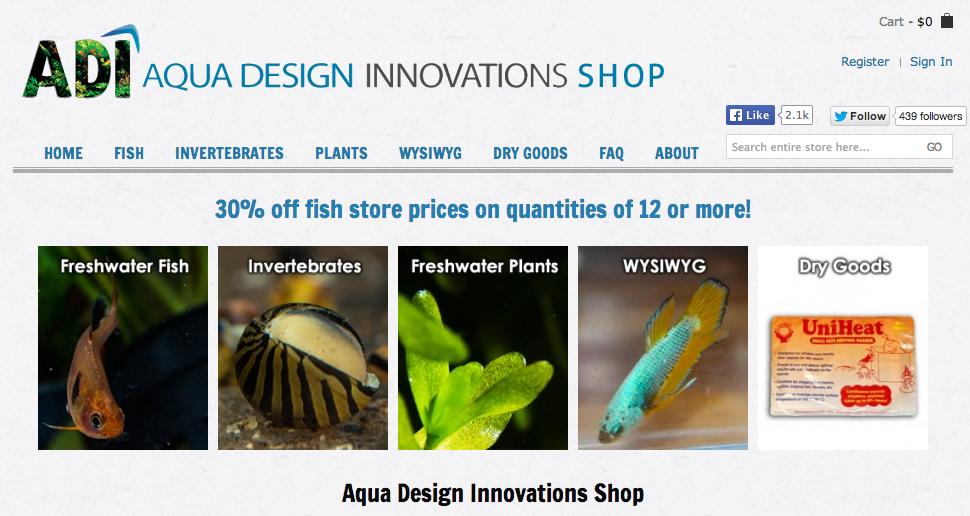 Cart - $0
ADI AQUA DESIGN INNOVATIONS SHOP
Register | Sign In
Like 2.1k Follow 439 followers
HOME FISH INVERTEBRATES PLANTS WYSIWYG DRY GOODS FAQ ABOUT
Search entire store here... GO
30% off fish store prices on quantities of 12 or more!
Freshwater Fish Invertebrates Freshwater Plants WYSIWYG Dry Goods
UniHeat
Aqua Design Innovations Shop